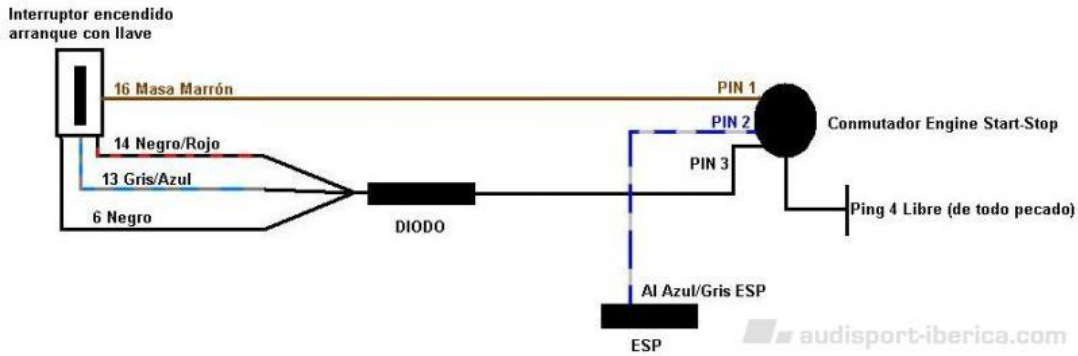 Interruptor encendido
arranque con llave
16 Masa Marrón
PIN 1
PIN 2
14 Negro/Rojo
Conmutador Engine Start-Stop
PIN 3
13 Gris/Azul
6 Negro
Ping 4 Libre (de todo pecado)
DIODO
Al Azul/Gris ESP
ESP
audisport-iberica.com